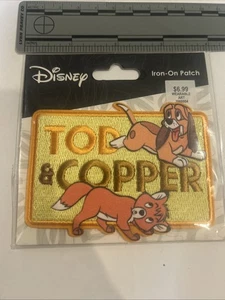 Disney
Iron-On Patch
$6.99
TOD
& COPPER